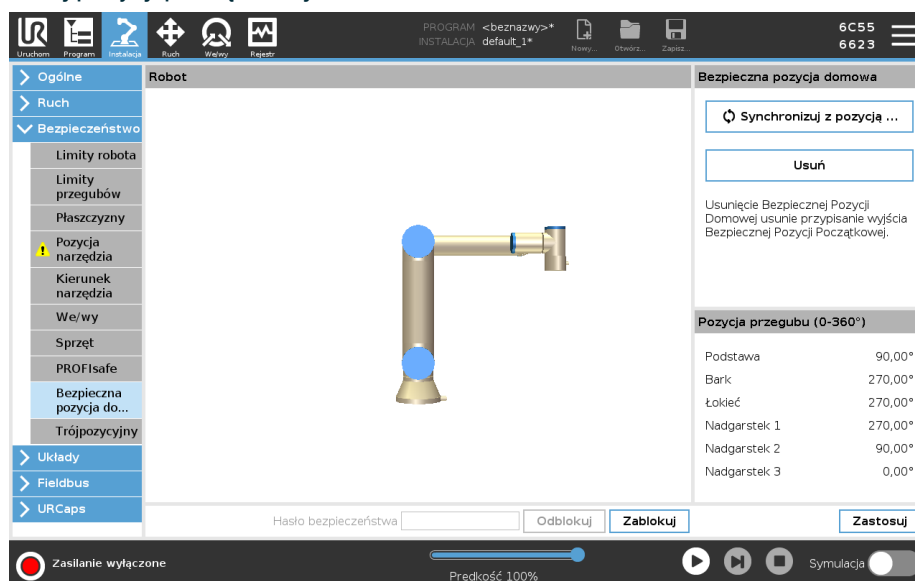 PROGRAM <beznazwy>*
INSTALACJA default_1*
6C55
6623
Uruchom Program Instalacja Ruch We/wy Rejestr
Nowy... Otwórz... Zapisz...
Ogólne
Ruch
Bezpieczeństwo
Limity robota
Limity
przegubów
Płaszczyzny
Pozycja
narzędzia
Kierunek
narzędzia
We/wy
Sprzęt
PROFIsafe
Bezpieczna
pozycja do...
Trójpozycyjny
Układy
Fieldbus
URCaps
Robot
Bezpieczna pozycja domowa
Synchronizuj z pozycją ...
Usuń
Usunięcie Bezpiecznej Pozycji
Domowej usunie przypisanie wyjścia
Bezpiecznej Pozycji Początkowej.
Pozycja przegubu (0-360°)
Podstawa 90,00°
Bark 270,00°
Łokieć 270,00°
Nadgarstek 1 270,00°
Nadgarstek 2 90,00°
Nadgarstek 3 0,00°
Hasło bezpieczeństwa Odblokuj Zablokuj Zastosuj
Zasilanie wyłączone
Predkość 100%
Symulacja